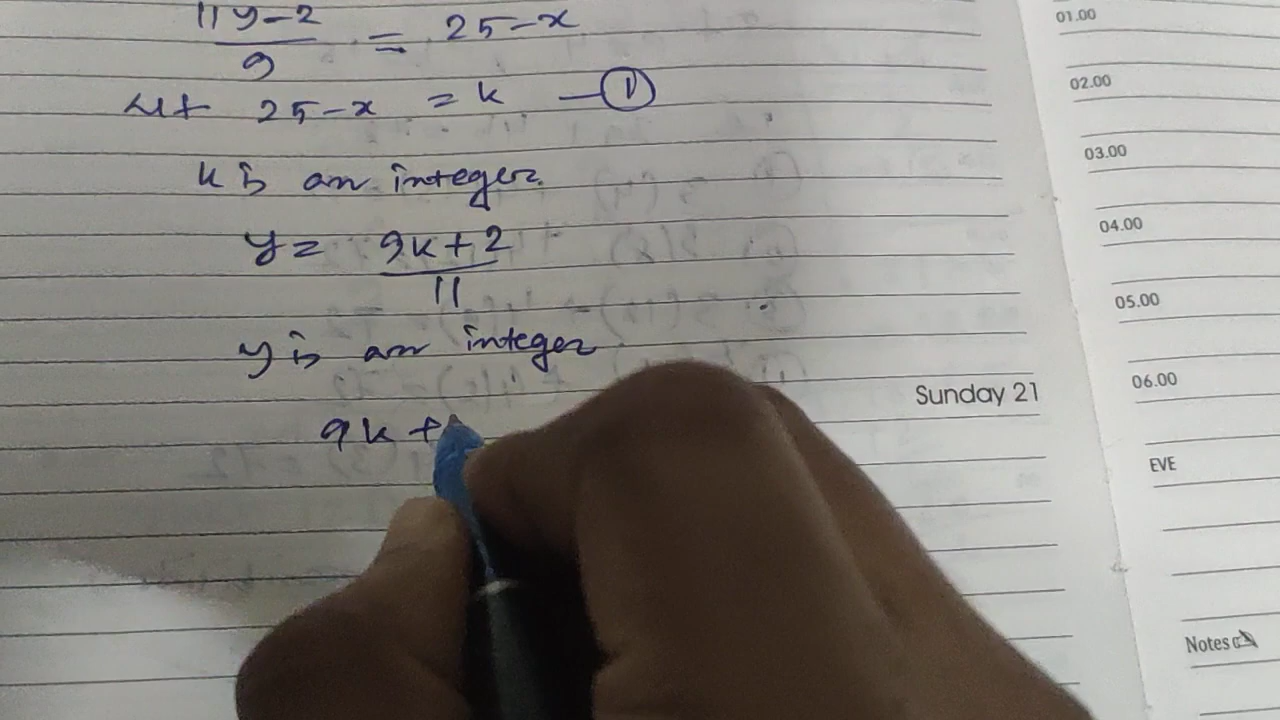 11y-2
9
= 25-x
Let 25-x = k — ①
k is an integer.
y = 9k+2
11
y is an integer
9k +
01.00
02.00
03.00
04.00
05.00
Sunday 21
06.00
EVE
Notes